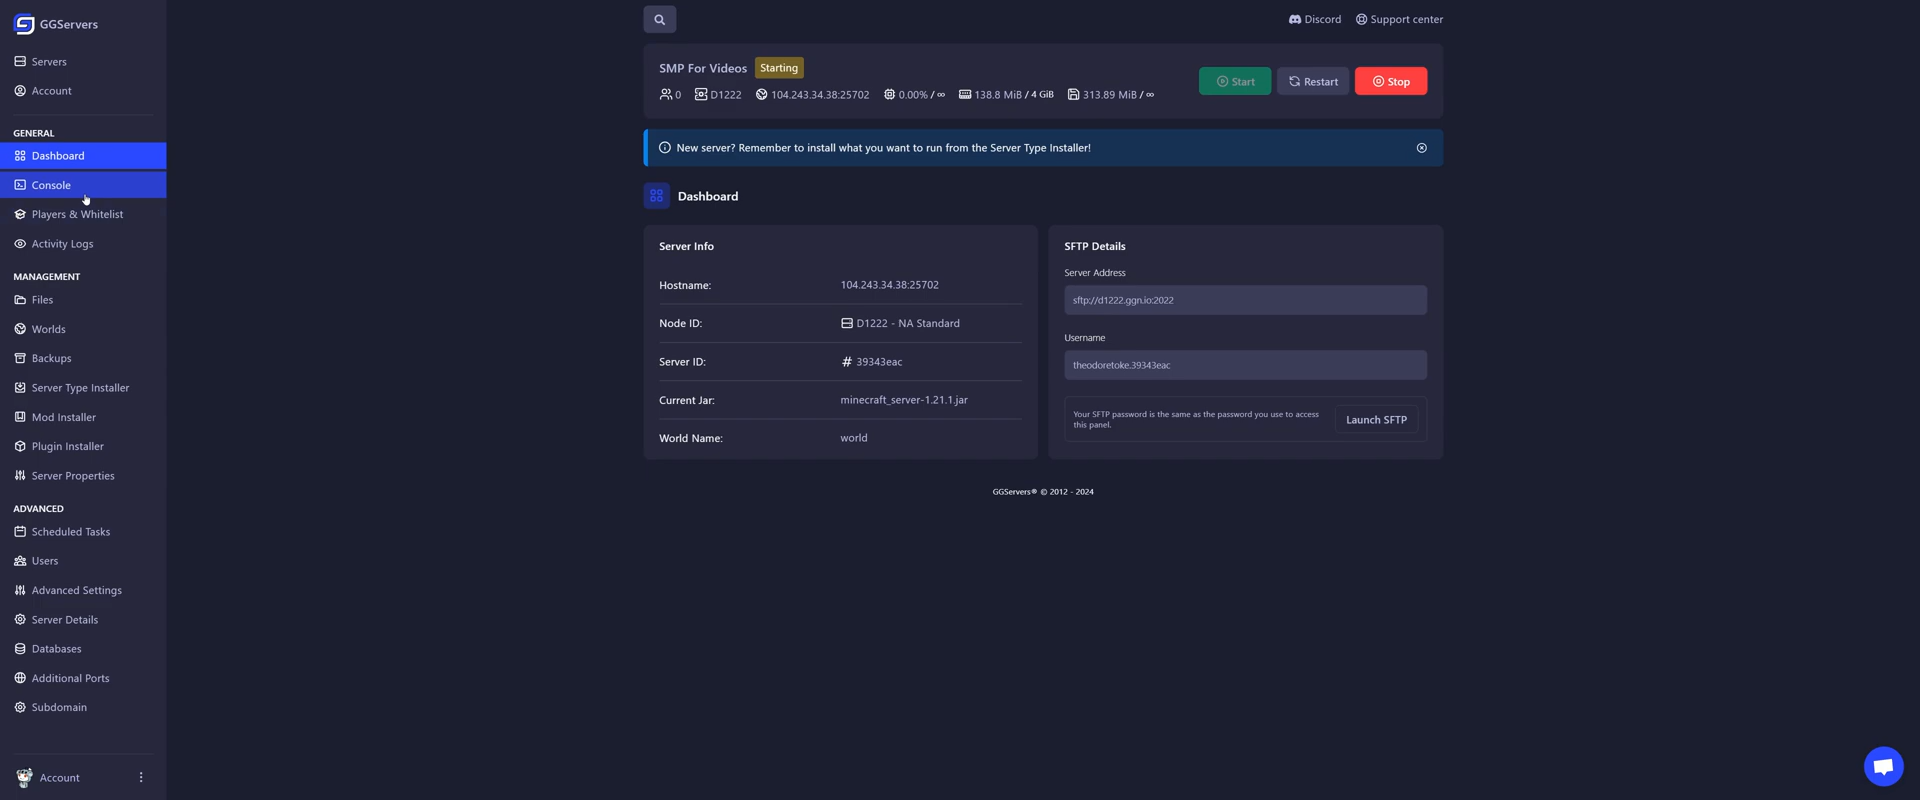 GGServers
Servers
Account
GENERAL
Dashboard
Console
Players & Whitelist
Activity Logs
MANAGEMENT
Files
Worlds
Backups
Server Type Installer
Mod Installer
Plugin Installer
Server Properties
ADVANCED
Scheduled Tasks
Users
Advanced Settings
Server Details
Databases
Additional Ports
Subdomain
Account
Discord Support center
SMP For Videos Starting
0 D1222 104.243.34.38:25702 0.00% / ∞ 138.8 MiB / 4 GiB 313.89 MiB / ∞
Start Restart Stop
New server? Remember to install what you want to run from the Server Type Installer!
Dashboard
Server Info
Hostname: 104.243.34.38:25702
Node ID: D1222 - NA Standard
Server ID: # 39343eac
Current Jar: minecraft_server-1.21.1.jar
World Name: world
SFTP Details
Server Address
sftp://d1222.ggn.io:2022
Username
theodoretoke.39343eac
Your SFTP password is the same as the password you use to access
this panel.
Launch SFTP
GGServers® © 2012 - 2024